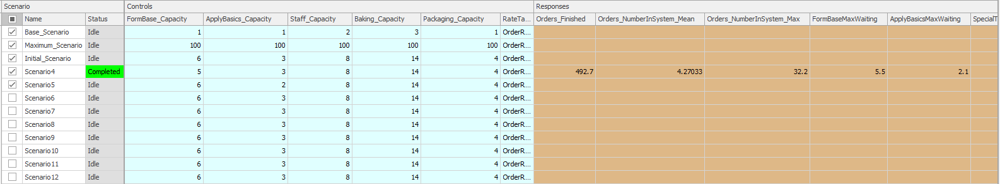 Scenario Controls Responses
Name Status FormBase_Capacity ApplyBasics_Capacity Staff_Capacity Baking_Capacity Packaging_Capacity RateTa... Orders_Finished Orders_NumberInSystem_Mean Orders_NumberInSystem_Max FormBaseMaxWaiting ApplyBasicsMaxWaiting SpecialT
Base_Scenario Idle 1 1 2 3 1 OrderR...
Maximum_Scenario Idle 100 100 100 100 100 OrderR...
Initial_Scenario Idle 6 3 8 14 4 OrderR...
Scenario4 Completed 5 3 8 14 4 OrderR... 492.7 4.27033 32.2 5.5 2.1
Scenario5 Idle 6 2 8 14 4 OrderR...
Scenario6 Idle 6 3 8 14 4 OrderR...
Scenario7 Idle 6 3 8 14 4 OrderR...
Scenario8 Idle 6 3 8 14 4 OrderR...
Scenario9 Idle 6 3 8 14 4 OrderR...
Scenario10 Idle 6 3 8 14 4 OrderR...
Scenario11 Idle 6 3 8 14 4 OrderR...
Scenario12 Idle 6 3 8 14 4 OrderR...